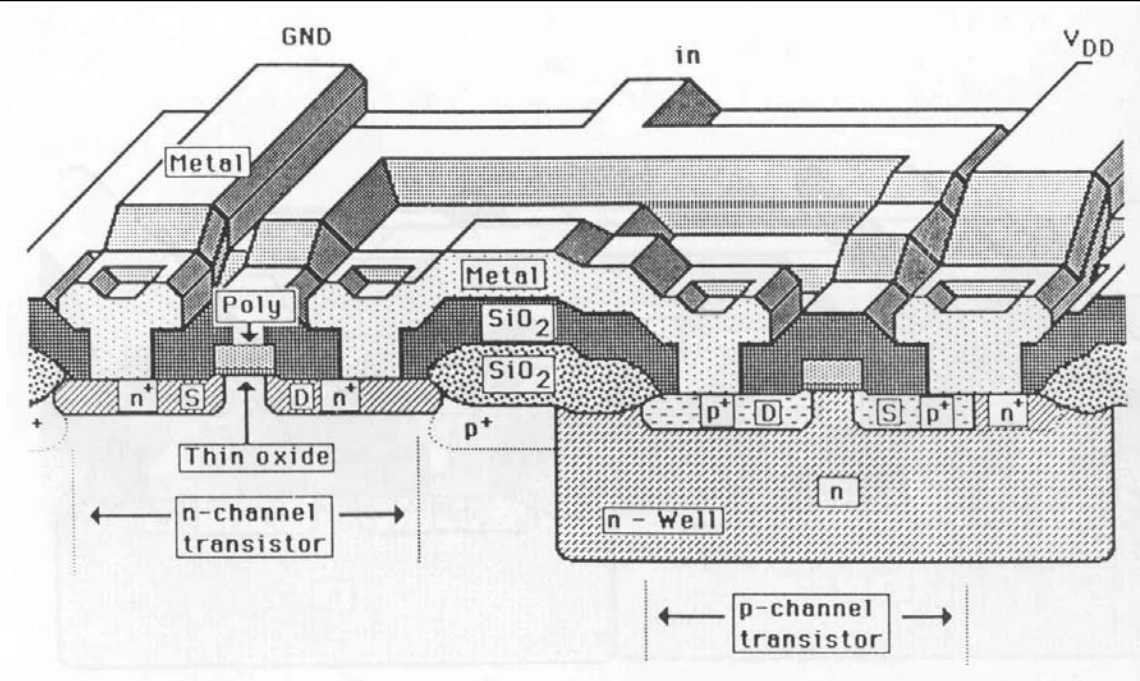 GND
in
VDD
Metal
Metal
Poly
SiO2
SiO2
n+
S
D
n+
p+
D
S
p+
n+
+
p+
Thin oxide
n
n-channel
transistor
n - Well
p-channel
transistor